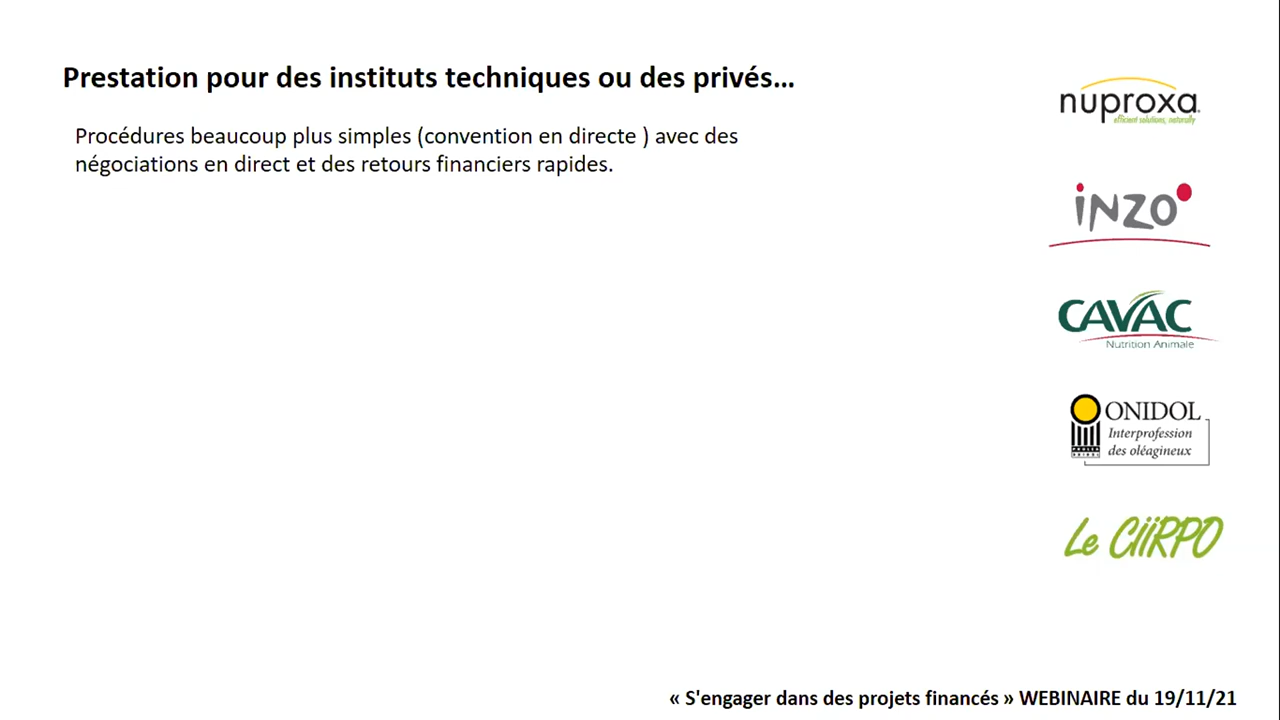 Prestation pour des instituts techniques ou des privés...
Procédures beaucoup plus simples (convention en directe ) avec des
négociations en direct et des retours financiers rapides.
nuproxa
efficient solutions, naturally
iNZO
CAVAC
Nutrition Animale
ONIDOL
Interprofession
des oléagineux
Le CIIRPO
« S'engager dans des projets financés » WEBINAIRE du 19/11/21